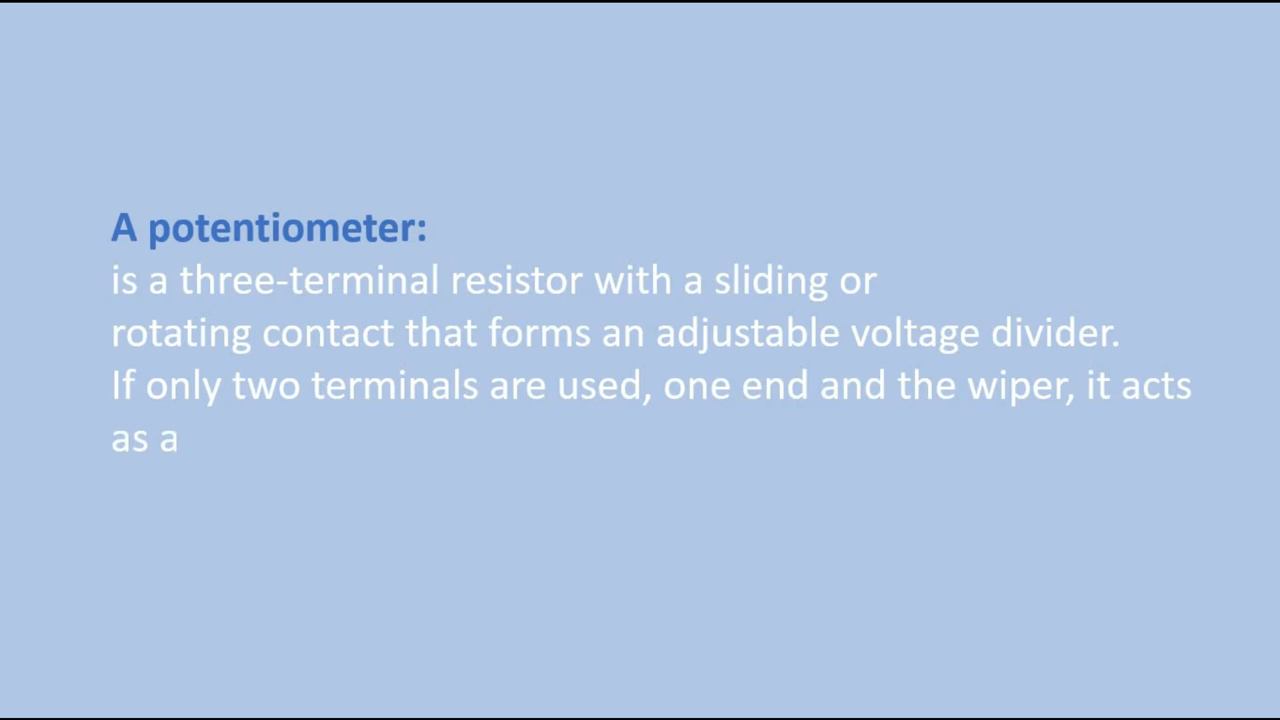 A potentiometer:
is a three-terminal resistor with a sliding or
rotating contact that forms an adjustable voltage divider.
If only two terminals are used, one end and the wiper, it acts
as a